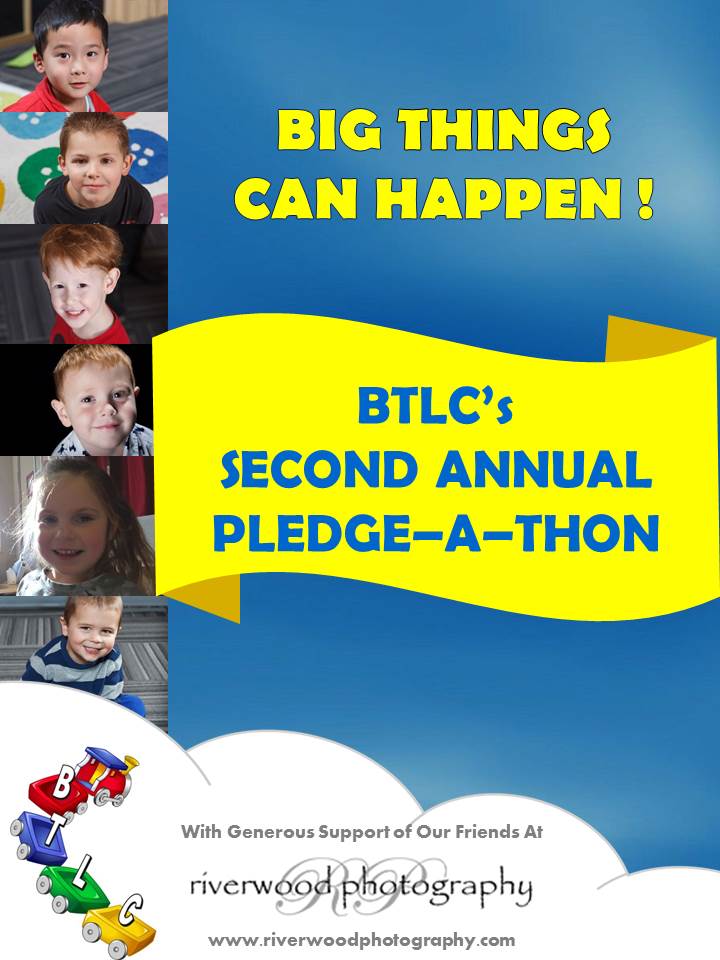 BIG THINGS
CAN HAPPEN !
BTLC’s
SECOND ANNUAL
PLEDGE–A–THON
B
T
L
C
With Generous Support of Our Friends At
RP
riverwood photography
www.riverwoodphotography.com